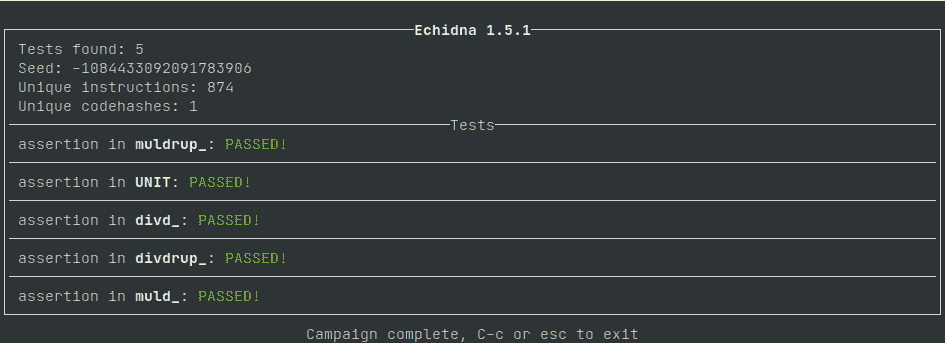 Echidna 1.5.1
Tests found: 5
Seed: -1084433092091783906
Unique instructions: 874
Unique codehashes: 1
Tests
assertion in muldrup_: PASSED!
assertion in UNIT: PASSED!
assertion in divd_: PASSED!
assertion in divdrup_: PASSED!
assertion in muld_: PASSED!
Campaign complete, C-c or esc to exit